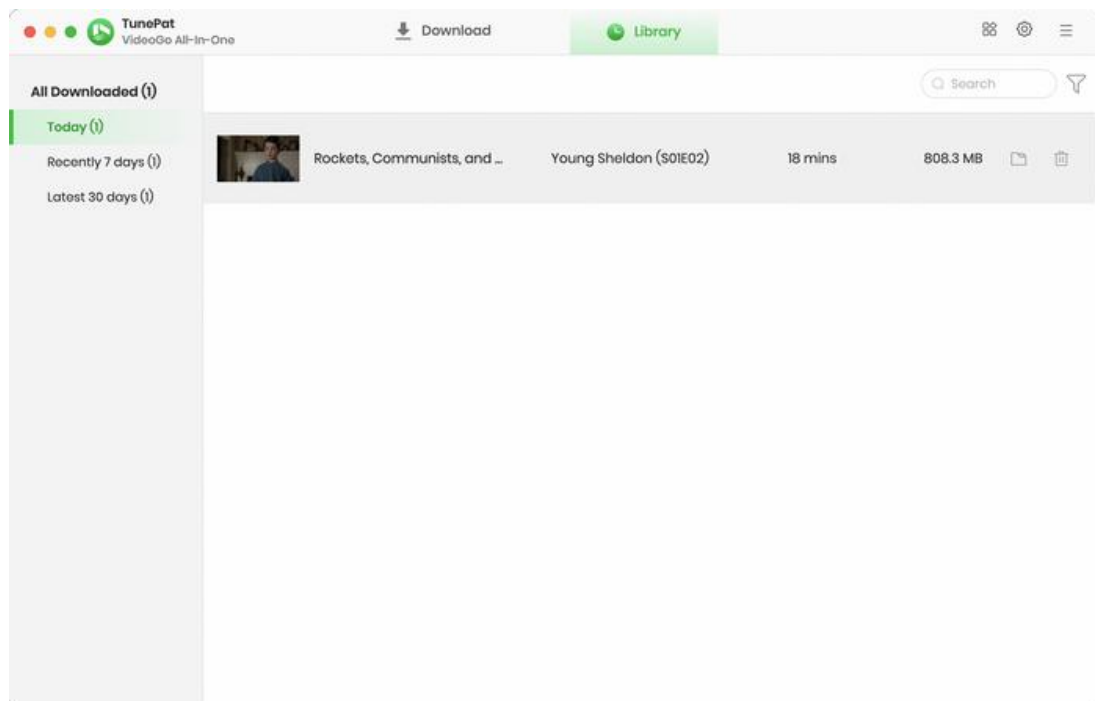 TunePat
VideoGo All-In-One
Download
Library
Search
All Downloaded (1)
Today (1)
Recently 7 days (1)
Latest 30 days (1)
Rockets, Communists, and ... Young Sheldon (S01E02) 18 mins 808.3 MB